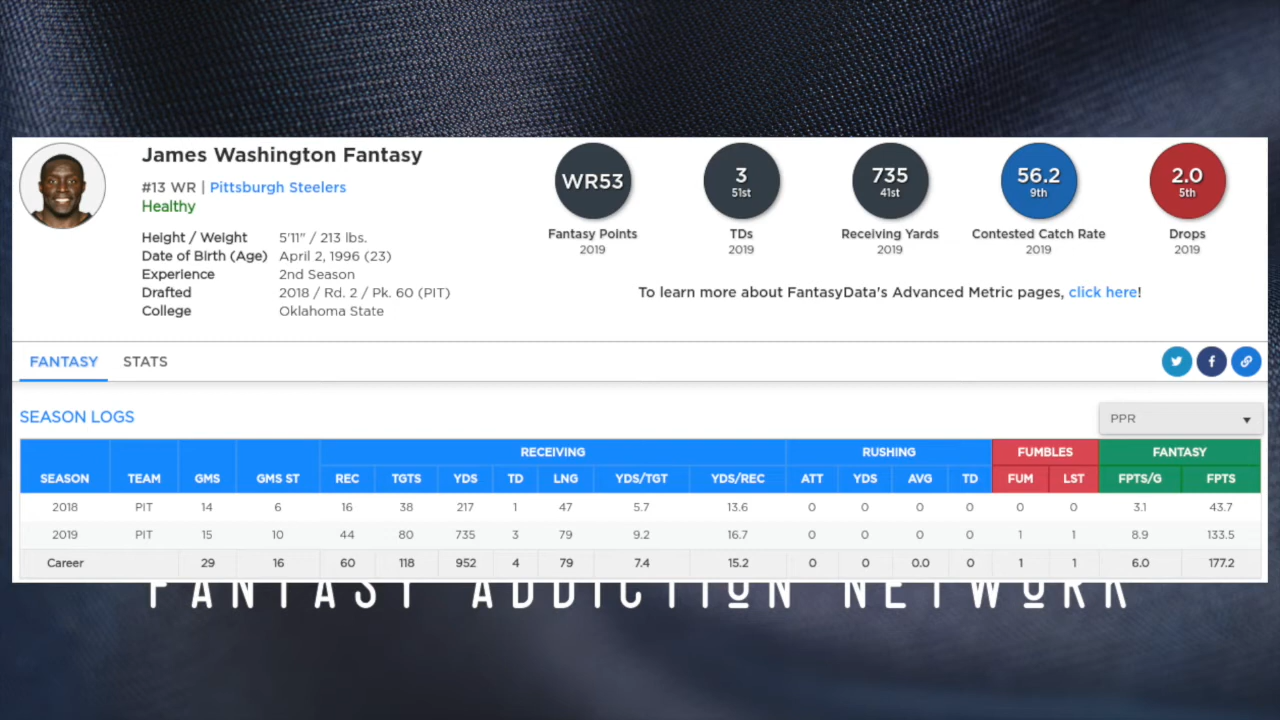 James Washington Fantasy
#13 WR | Pittsburgh Steelers
Healthy
Height / Weight 5'11" / 213 lbs.
Date of Birth (Age) April 2, 1996 (23)
Experience 2nd Season
Drafted 2018 / Rd. 2 / Pk. 60 (PIT)
College Oklahoma State
WR53
Fantasy Points
2019
3
51st
TDs
2019
735
41st
Receiving Yards
2019
56.2
9th
Contested Catch Rate
2019
2.0
5th
Drops
2019
To learn more about FantasyData's Advanced Metric pages, click here!
FANTASY STATS
SEASON LOGS
PPR
RECEIVING RUSHING FUMBLES FANTASY
SEASON TEAM GMS GMS ST REC TGTS YDS TD LNG YDS/TGT YDS/REC ATT YDS AVG TD FUM LST FPTS/G FPTS
2018 PIT 14 6 16 38 217 1 47 5.7 13.6 0 0 0 0 0 0 3.1 43.7
2019 PIT 15 10 44 80 735 3 79 9.2 16.7 0 0 0 0 1 1 8.9 133.5
Career 29 16 60 118 952 4 79 7.4 15.2 0 0 0.0 0 1 1 6.0 177.2
FANTASY ADDICTION NETWORK